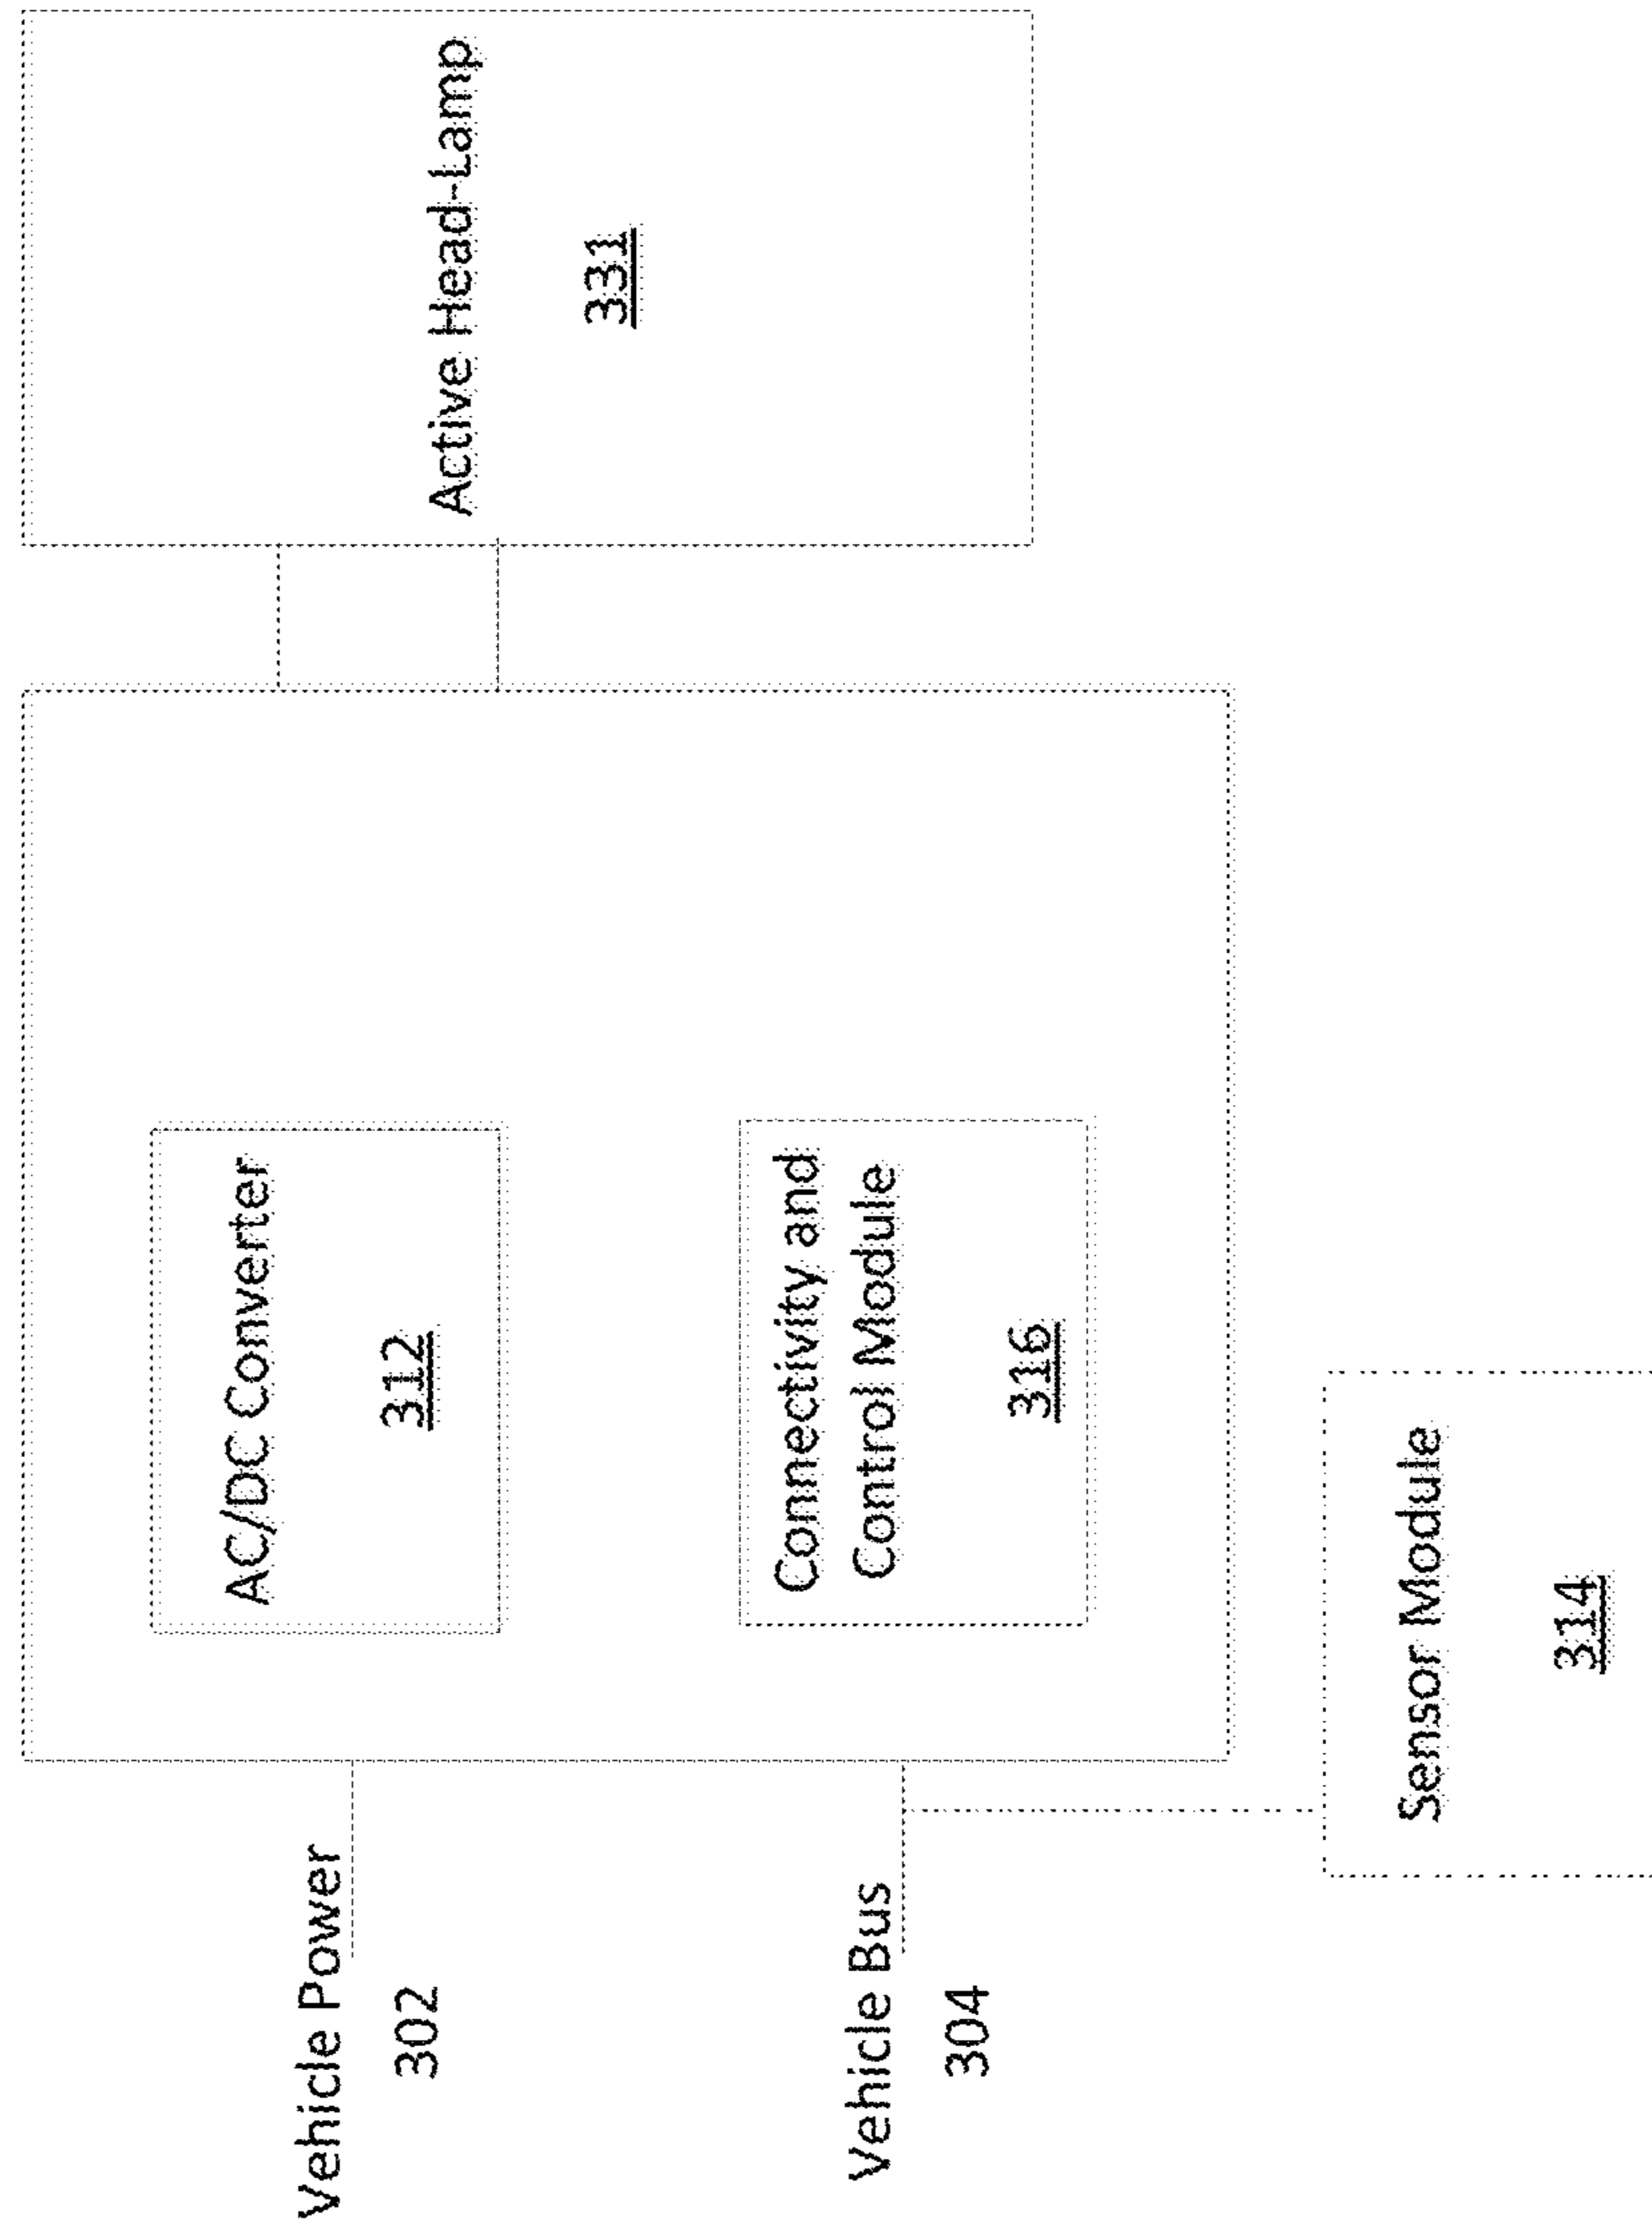 Vehicle Power
302
Vehicle Bus
304
AC/DC Converter
312
Connectivity and
Control Module
316
Sensor Module
314
Active Head-Lamp
331